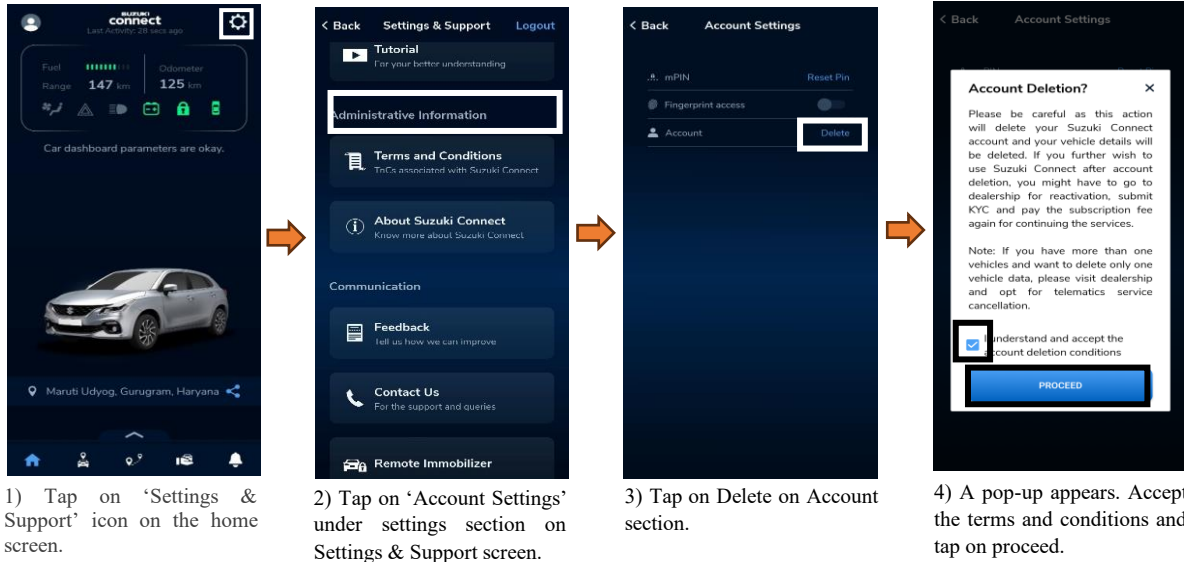 SUZUKI
connect
Last Activity: 28 secs ago
Fuel
Range 147 km
Odometer
125 km
Car dashboard parameters are okay.
Maruti Udyog, Gurugram, Haryana
1) Tap on ‘Settings &
Support’ icon on the home
screen.
< Back Settings & Support Logout
Tutorial
For your better understanding
Administrative Information
Terms and Conditions
TnCs associated with Suzuki Connect
About Suzuki Connect
Know more about Suzuki Connect
Communication
Feedback
Tell us how we can improve
Contact Us
For the support and queries
Remote Immobilizer
2) Tap on ‘Account Settings’
under settings section on
Settings & Support screen.
< Back Account Settings
mPIN Reset Pin
Fingerprint access
Account Delete
3) Tap on Delete on Account
section.
< Back Account Settings
Account Deletion? ×
Please be careful as this action
will delete your Suzuki Connect
account and your vehicle details will
be deleted. If you further wish to
use Suzuki Connect after account
deletion, you might have to go to
dealership for reactivation, submit
KYC and pay the subscription fee
again for continuing the services.
Note: If you have more than one
vehicles and want to delete only one
vehicle data, please visit dealership
and opt for telematics service
cancellation.
I understand and accept the
account deletion conditions
PROCEED
4) A pop-up appears. Accept
the terms and conditions and
tap on proceed.